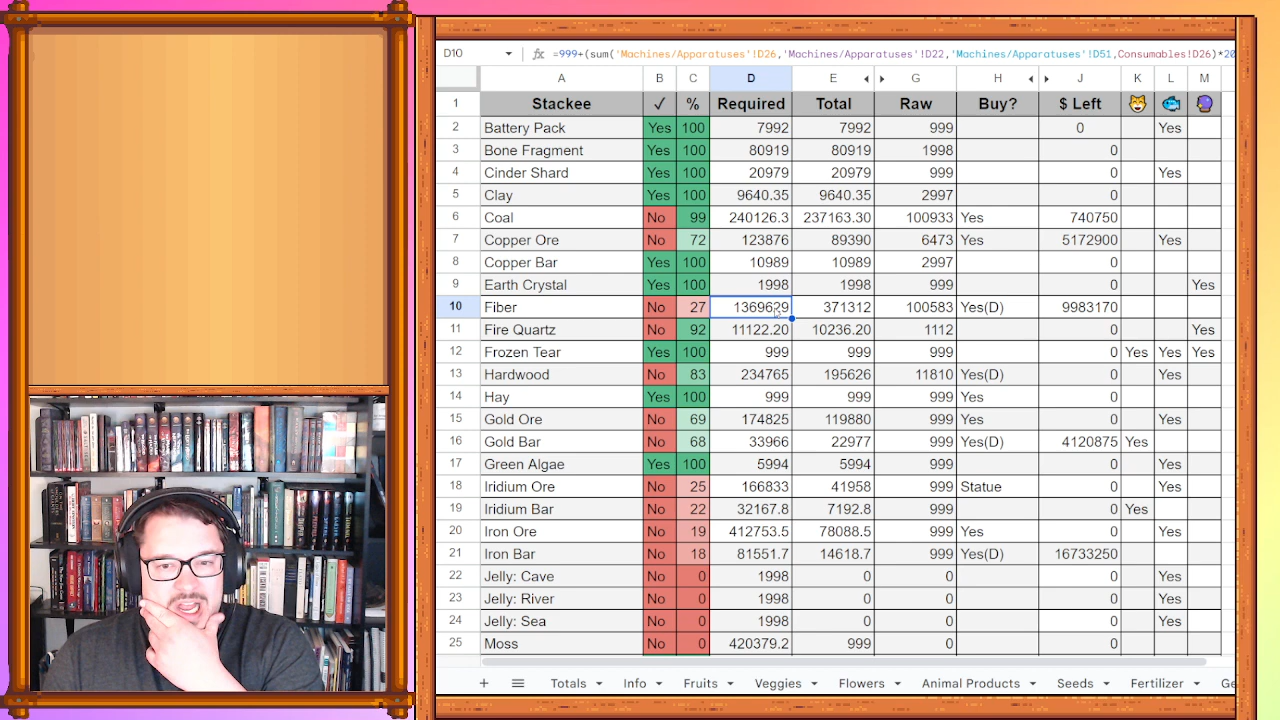 D10 fx =999+(sum('Machines/Apparatuses'!D26,'Machines/Apparatuses'!D22,'Machines/Apparatuses'!D51,Consumables!D26)*20
A B C D E G H J K L M
1 Stackee ✓ % Required Total Raw Buy? $ Left
2 Battery Pack Yes 100 7992 7992 999 0 Yes
3 Bone Fragment Yes 100 80919 80919 1998 0
4 Cinder Shard Yes 100 20979 20979 999 0 Yes
5 Clay Yes 100 9640.35 9640.35 2997 0
6 Coal No 99 240126.3 237163.30 100933 Yes 740750
7 Copper Ore No 72 123876 89390 6473 Yes 5172900 Yes
8 Copper Bar Yes 100 10989 10989 2997 0
9 Earth Crystal Yes 100 1998 1998 999 0 Yes
10 Fiber No 27 1369629 371312 100583 Yes(D) 9983170
11 Fire Quartz No 92 11122.20 10236.20 1112 0 Yes
12 Frozen Tear Yes 100 999 999 999 0 Yes Yes Yes
13 Hardwood No 83 234765 195626 11810 Yes(D) 0 Yes
14 Hay Yes 100 999 999 999 Yes 0
15 Gold Ore No 69 174825 119880 999 Yes 0 Yes
16 Gold Bar No 68 33966 22977 999 Yes(D) 4120875 Yes
17 Green Algae Yes 100 5994 5994 999 0 Yes
18 Iridium Ore No 25 166833 41958 999 Statue 0 Yes
19 Iridium Bar No 22 32167.8 7192.8 999 0 Yes
20 Iron Ore No 19 412753.5 78088.5 999 Yes 0 Yes
21 Iron Bar No 18 81551.7 14618.7 999 Yes(D) 16733250
22 Jelly: Cave No 0 1998 0 0 0 Yes
23 Jelly: River No 0 1998 0 0 0 Yes
24 Jelly: Sea No 0 1998 0 0 0 Yes
25 Moss No 0 420379.2 999 0 0
+ Totals Info Fruits Veggies Flowers Animal Products Seeds Fertilizer